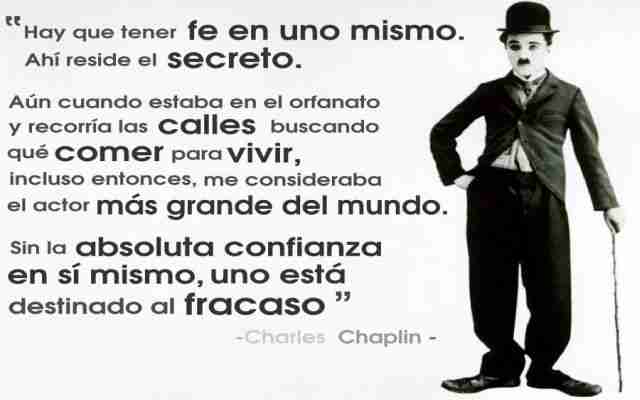 “Hay que tener fe en uno mismo.
Ahí reside el secreto.
Aún cuando estaba en el orfanato
y recorría las calles buscando
qué comer para vivir,
incluso entonces, me consideraba
el actor más grande del mundo.
Sin la absoluta confianza
en sí mismo, uno está
destinado al fracaso ”
-Charles Chaplin -